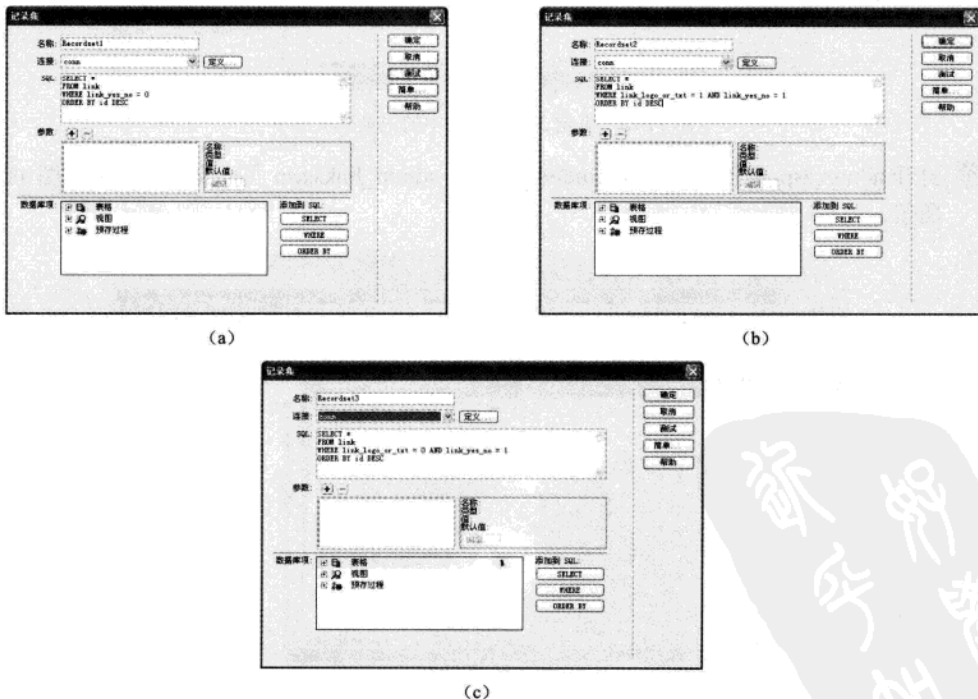 记录集
名称: Recordset1
连接: conn 定义...
SQL: SELECT *
FROM link
WHERE link_yes_no = 0
ORDER BY id DESC
参数: + −
名称:
类型:
值:
默认值:
编辑
数据库项: 表格
视图
预存过程
添加到 SQL:
SELECT
WHERE
ORDER BY
确定
取消
测试
简单...
帮助
(a)
记录集
名称: Recordset2
连接: conn 定义...
SQL: SELECT *
FROM link
WHERE link_logo_or_txt = 1 AND link_yes_no = 1
ORDER BY id DESC
参数: + −
名称:
类型:
值:
默认值:
编辑
数据库项: 表格
视图
预存过程
添加到 SQL:
SELECT
WHERE
ORDER BY
确定
取消
测试
简单...
帮助
(b)
记录集
名称: Recordset3
连接: conn 定义...
SQL: SELECT *
FROM link
WHERE link_logo_or_txt = 0 AND link_yes_no = 1
ORDER BY id DESC
参数: + −
名称:
类型:
值:
默认值:
编辑
数据库项: 表格
视图
预存过程
添加到 SQL:
SELECT
WHERE
ORDER BY
确定
取消
测试
简单...
帮助
(c)